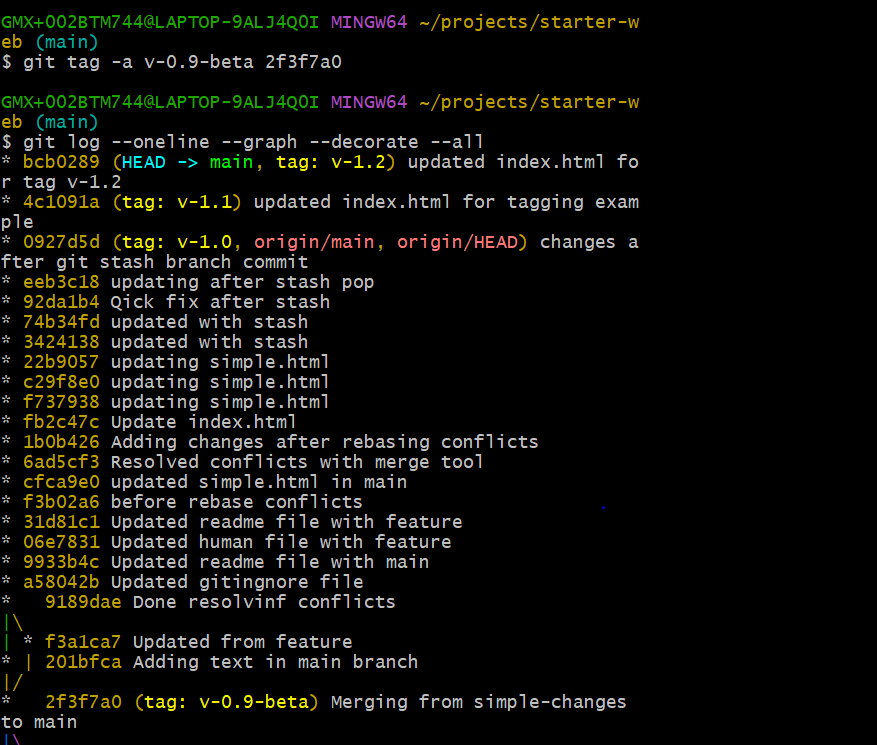 GMX+002BTM744@LAPTOP-9ALJ4Q0I MINGW64 ~/projects/starter-w
eb (main)
$ git tag -a v-0.9-beta 2f3f7a0
GMX+002BTM744@LAPTOP-9ALJ4Q0I MINGW64 ~/projects/starter-w
eb (main)
$ git log --oneline --graph --decorate --all
* bcb0289 (HEAD -> main, tag: v-1.2) updated index.html fo
r tag v-1.2
* 4c1091a (tag: v-1.1) updated index.html for tagging exam
ple
* 0927d5d (tag: v-1.0, origin/main, origin/HEAD) changes a
fter git stash branch commit
* eeb3c18 updating after stash pop
* 92da1b4 Qick fix after stash
* 74b34fd updated with stash
* 3424138 updated with stash
* 22b9057 updating simple.html
* c29f8e0 updating simple.html
* f737938 updating simple.html
* fb2c47c Update index.html
* 1b0b426 Adding changes after rebasing conflicts
* 6ad5cf3 Resolved conflicts with merge tool
* cfca9e0 updated simple.html in main
* f3b02a6 before rebase conflicts
* 31d81c1 Updated readme file with feature
* 06e7831 Updated human file with feature
* 9933b4c Updated readme file with main
* a58042b Updated gitingnore file
*   9189dae Done resolvinf conflicts
|\
| * f3a1ca7 Updated from feature
* | 201bfca Adding text in main branch
|/
*   2f3f7a0 (tag: v-0.9-beta) Merging from simple-changes
to main
|\